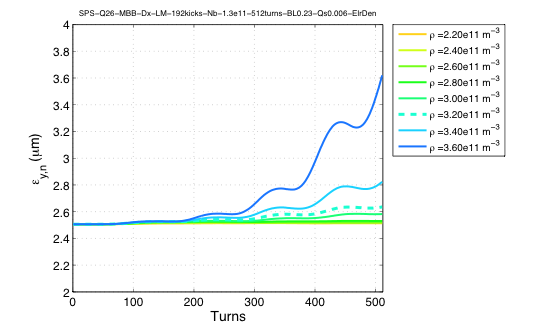 SPS-Q26-MBB-Dx-LM-192kicks-Nb-1.3e11-512turns-BL0.23-Qs0.006-ElrDen
4
3.8
3.6
3.4
3.2
3
2.8
2.6
2.4
2.2
2
ε_{y,n} (μm)
0 100 200 300 400 500
Turns
ρ =2.20e11 m⁻³
ρ =2.40e11 m⁻³
ρ =2.60e11 m⁻³
ρ =2.80e11 m⁻³
ρ =3.00e11 m⁻³
ρ =3.20e11 m⁻³
ρ =3.40e11 m⁻³
ρ =3.60e11 m⁻³